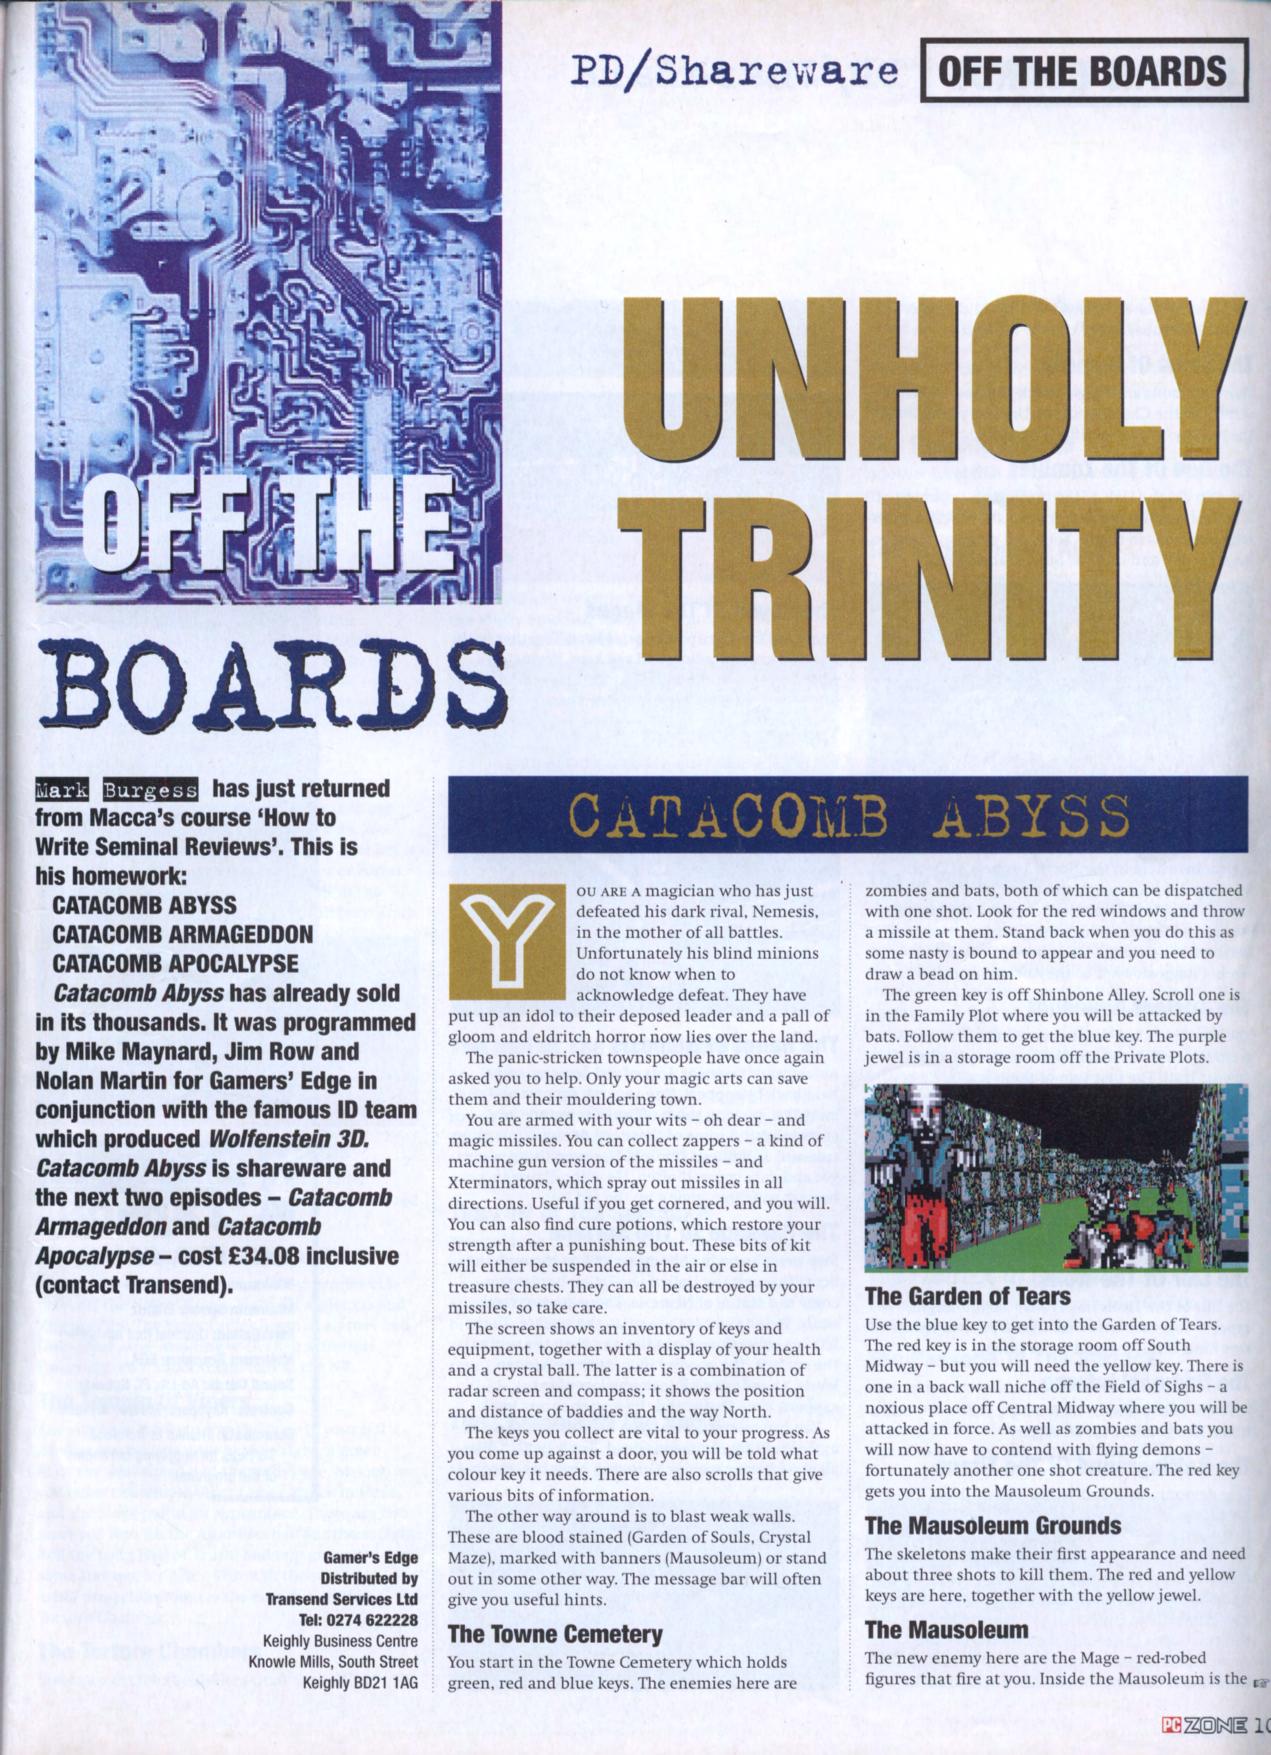 PD/Shareware OFF THE BOARDS
OFF THE
BOARDS
UNHOLY
TRINITY
Mark Burgess has just returned
from Macca's course 'How to
Write Seminal Reviews'. This is
his homework:
CATACOMB ABYSS
CATACOMB ARMAGEDDON
CATACOMB APOCALYPSE
Catacomb Abyss has already sold
in its thousands. It was programmed
by Mike Maynard, Jim Row and
Nolan Martin for Gamers' Edge in
conjunction with the famous ID team
which produced Wolfenstein 3D.
Catacomb Abyss is shareware and
the next two episodes – Catacomb
Armageddon and Catacomb
Apocalypse – cost £34.08 inclusive
(contact Transend).
Gamer's Edge
Distributed by
Transend Services Ltd
Tel: 0274 622228
Keighly Business Centre
Knowle Mills, South Street
Keighly BD21 1AG
CATACOMB ABYSS
YOU ARE A magician who has just
defeated his dark rival, Nemesis,
in the mother of all battles.
Unfortunately his blind minions
do not know when to
acknowledge defeat. They have
put up an idol to their deposed leader and a pall of
gloom and eldritch horror now lies over the land.
The panic-stricken townspeople have once again
asked you to help. Only your magic arts can save
them and their mouldering town.
You are armed with your wits – oh dear – and
magic missiles. You can collect zappers – a kind of
machine gun version of the missiles – and
Xterminators, which spray out missiles in all
directions. Useful if you get cornered, and you will.
You can also find cure potions, which restore your
strength after a punishing bout. These bits of kit
will either be suspended in the air or else in
treasure chests. They can all be destroyed by your
missiles, so take care.
The screen shows an inventory of keys and
equipment, together with a display of your health
and a crystal ball. The latter is a combination of
radar screen and compass; it shows the position
and distance of baddies and the way North.
The keys you collect are vital to your progress. As
you come up against a door, you will be told what
colour key it needs. There are also scrolls that give
various bits of information.
The other way around is to blast weak walls.
These are blood stained (Garden of Souls, Crystal
Maze), marked with banners (Mausoleum) or stand
out in some other way. The message bar will often
give you useful hints.
The Towne Cemetery
You start in the Towne Cemetery which holds
green, red and blue keys. The enemies here are
zombies and bats, both of which can be dispatched
with one shot. Look for the red windows and throw
a missile at them. Stand back when you do this as
some nasty is bound to appear and you need to
draw a bead on him.
The green key is off Shinbone Alley. Scroll one is
in the Family Plot where you will be attacked by
bats. Follow them to get the blue key. The purple
jewel is in a storage room off the Private Plots.
The Garden of Tears
Use the blue key to get into the Garden of Tears.
The red key is in the storage room off South
Midway – but you will need the yellow key. There is
one in a back wall niche off the Field of Sighs – a
noxious place off Central Midway where you will be
attacked in force. As well as zombies and bats you
will now have to contend with flying demons –
fortunately another one shot creature. The red key
gets you into the Mausoleum Grounds.
The Mausoleum Grounds
The skeletons make their first appearance and need
about three shots to kill them. The red and yellow
keys are here, together with the yellow jewel.
The Mausoleum
The new enemy here are the Mage – red-robed
figures that fire at you. Inside the Mausoleum is the
PC ZONE